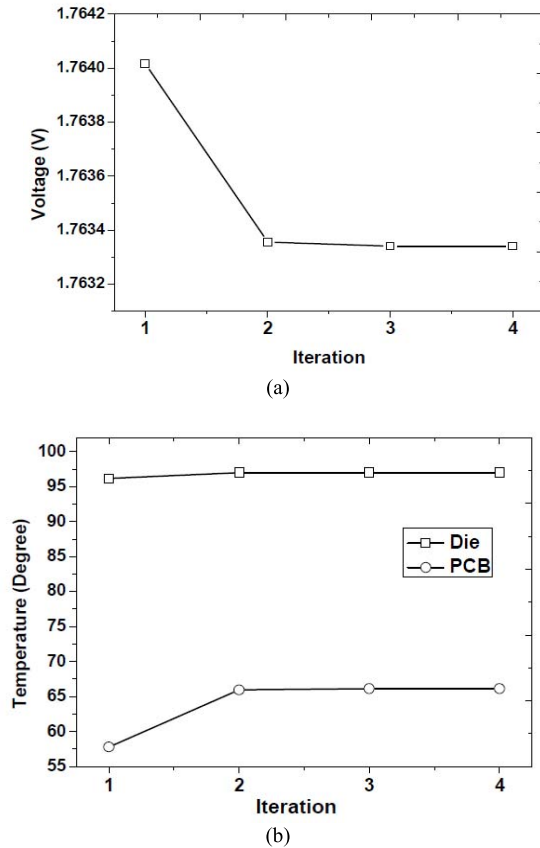 1.7642
1.7640
1.7638
1.7636
1.7634
1.7632
Voltage (V)
1 2 3 4
Iteration
(a)
100
95
90
85
80
75
70
65
60
55
Temperature (Degree)
Die
PCB
1 2 3 4
Iteration
(b)